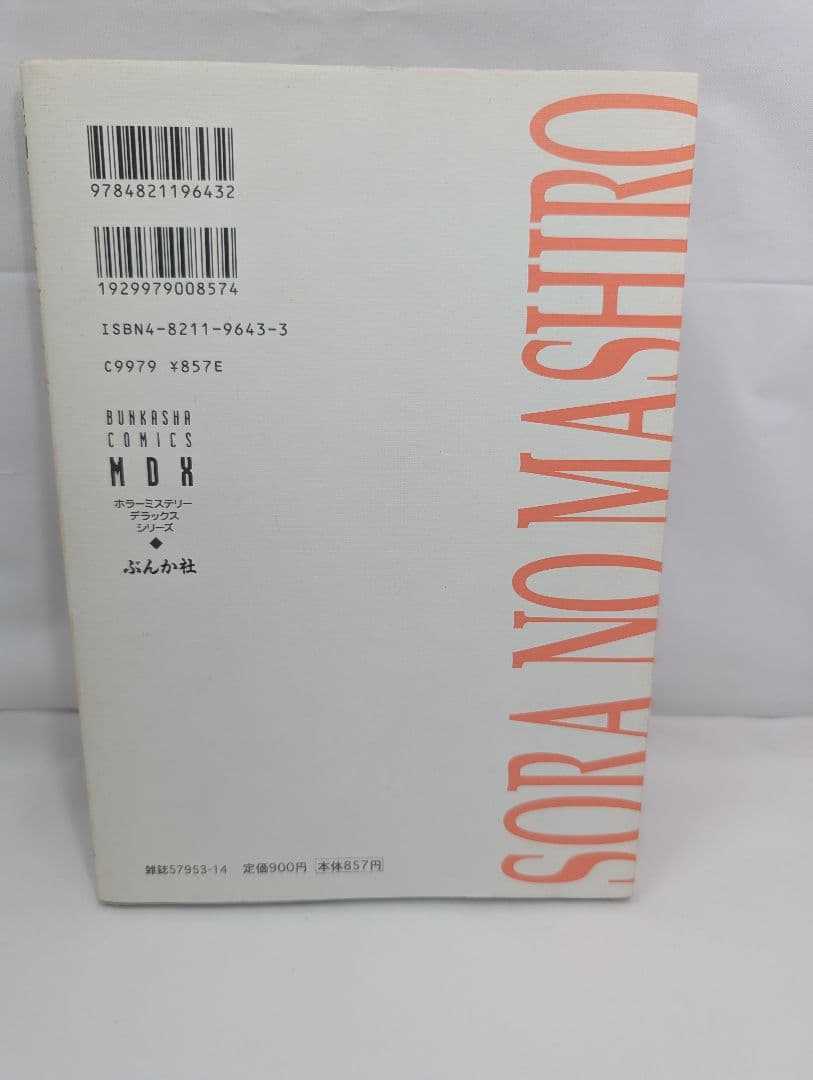 9784821196432
1929979008574
ISBN4-8211-9643-3
C9979 ¥857E
BUNKASHA
COMICS
MDX
ホラーミステリー
デラックス
シリーズ
◆
ぶんか社
雑誌57953-14 定価900円 本体857円
SORA NO MASHIRO